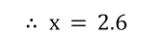 ∴ x = 2.6